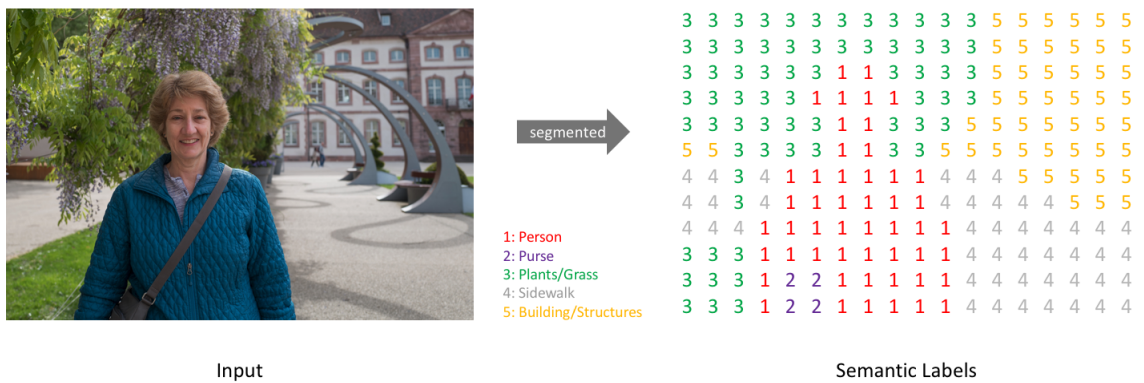 3 3 3 3 3 3 3 3 3 3 3 3 5 5 5 5 5 5
3 3 3 3 3 3 3 3 3 3 3 3 5 5 5 5 5 5
3 3 3 3 3 3 1 1 3 3 3 3 5 5 5 5 5 5
3 3 3 3 3 1 1 1 1 3 3 3 5 5 5 5 5 5
3 3 3 3 3 3 1 1 3 3 3 5 5 5 5 5 5 5
5 5 3 3 3 3 1 1 3 3 5 5 5 5 5 5 5 5
4 4 3 4 1 1 1 1 1 1 4 4 4 5 5 5 5 5
4 4 3 4 1 1 1 1 1 1 4 4 4 4 4 5 5 5
4 4 4 1 1 1 1 1 1 1 1 4 4 4 4 4 4 4
3 3 3 1 1 1 1 1 1 1 1 4 4 4 4 4 4 4
3 3 3 1 2 2 1 1 1 1 1 4 4 4 4 4 4 4
3 3 3 1 2 2 1 1 1 1 1 4 4 4 4 4 4 4
segmented
1: Person
2: Purse
3: Plants/Grass
4: Sidewalk
5: Building/Structures
Input
Semantic Labels